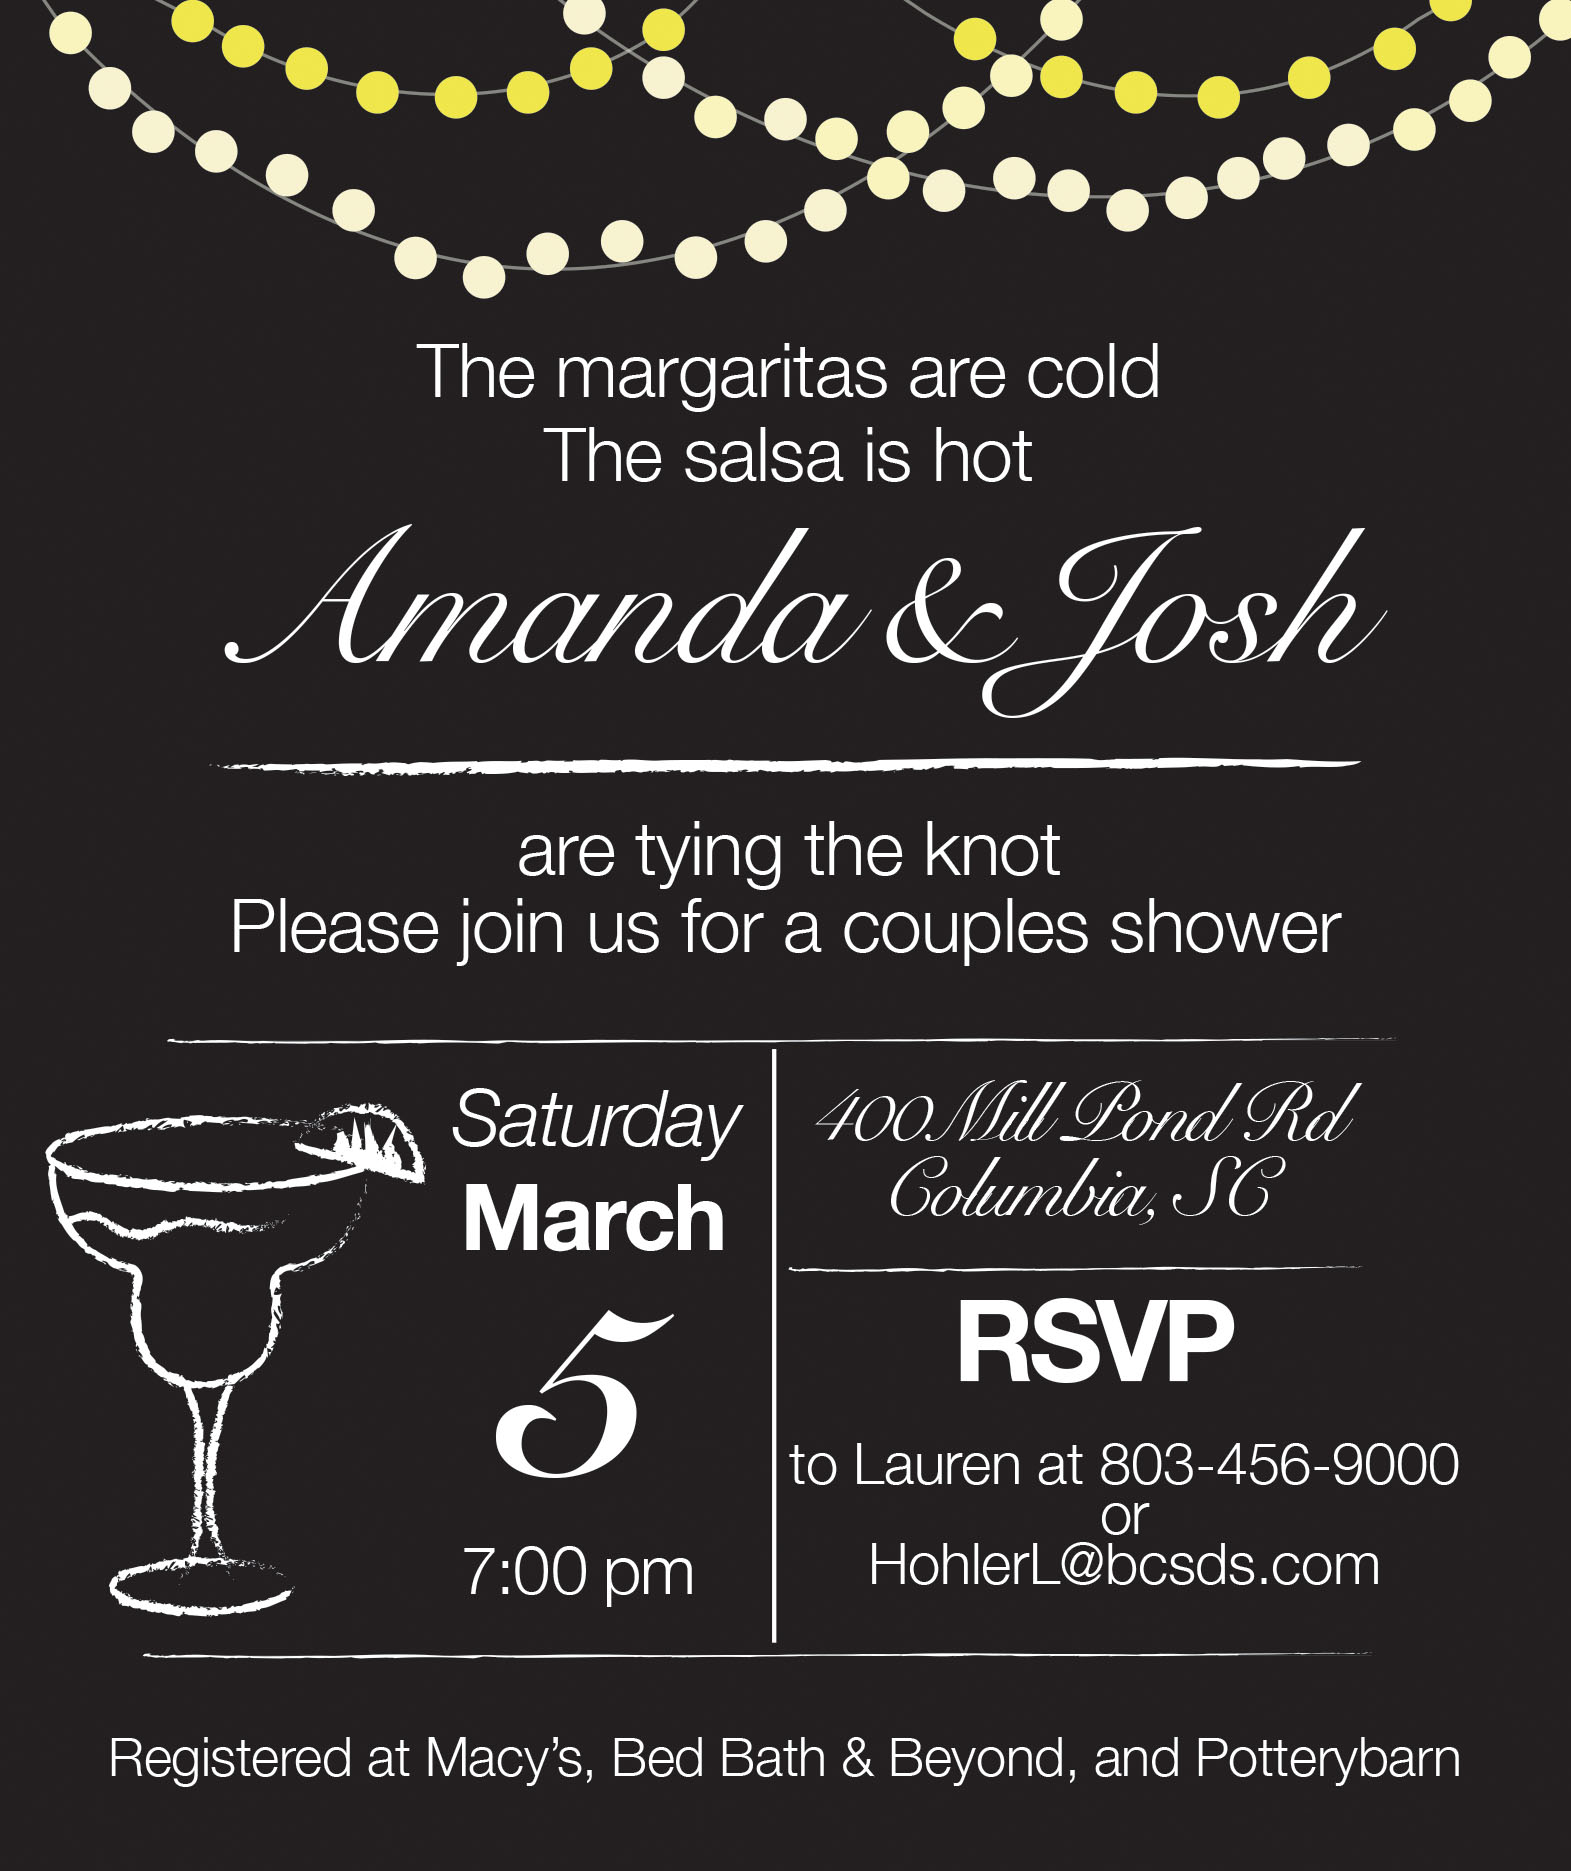 The margaritas are cold
The salsa is hot
Amanda & Josh
are tying the knot
Please join us for a couples shower
Saturday
March
5
7:00 pm
400 Mill Pond Rd
Columbia, SC
RSVP
to Lauren at 803-456-9000
or
HohlerL@bcsds.com
Registered at Macy’s, Bed Bath & Beyond, and Potterybarn